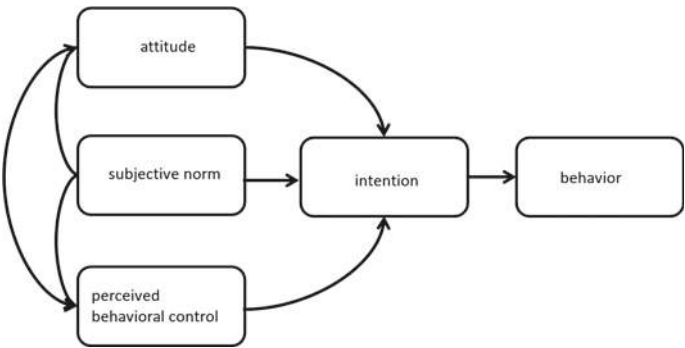 attitude
subjective norm
intention
behavior
perceived
behavioral control